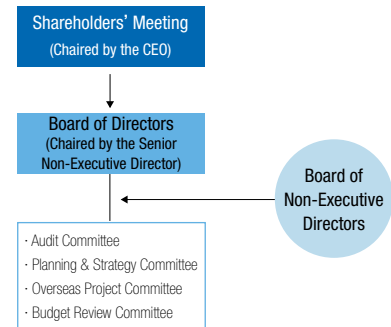 Shareholders’ Meeting
(Chaired by the CEO)
Board of Directors
(Chaired by the Senior
Non-Executive Director)
Board of
Non-Executive
Directors
· Audit Committee
· Planning & Strategy Committee
· Overseas Project Committee
· Budget Review Committee